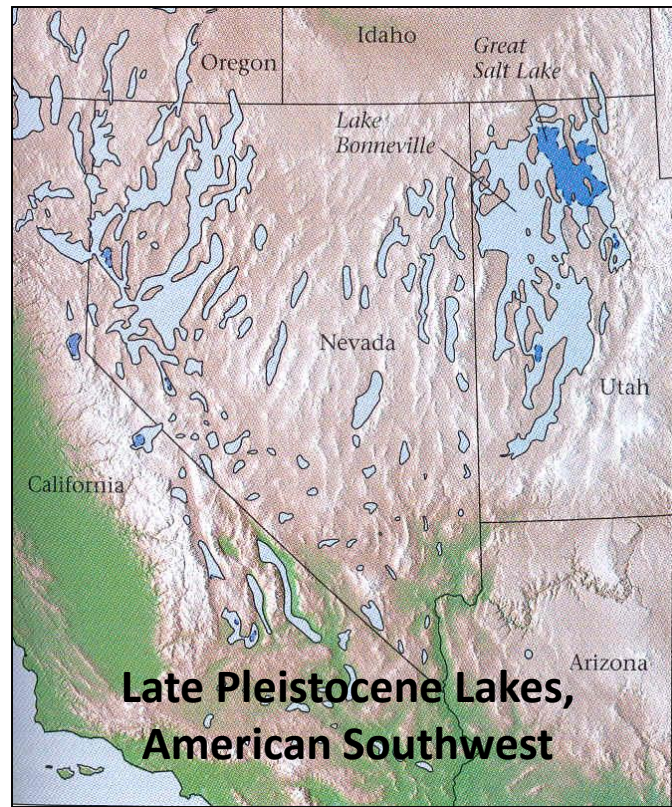 Idaho
Oregon
Great
Salt Lake
Lake
Bonneville
Nevada
Utah
California
Arizona
Late Pleistocene Lakes,
American Southwest